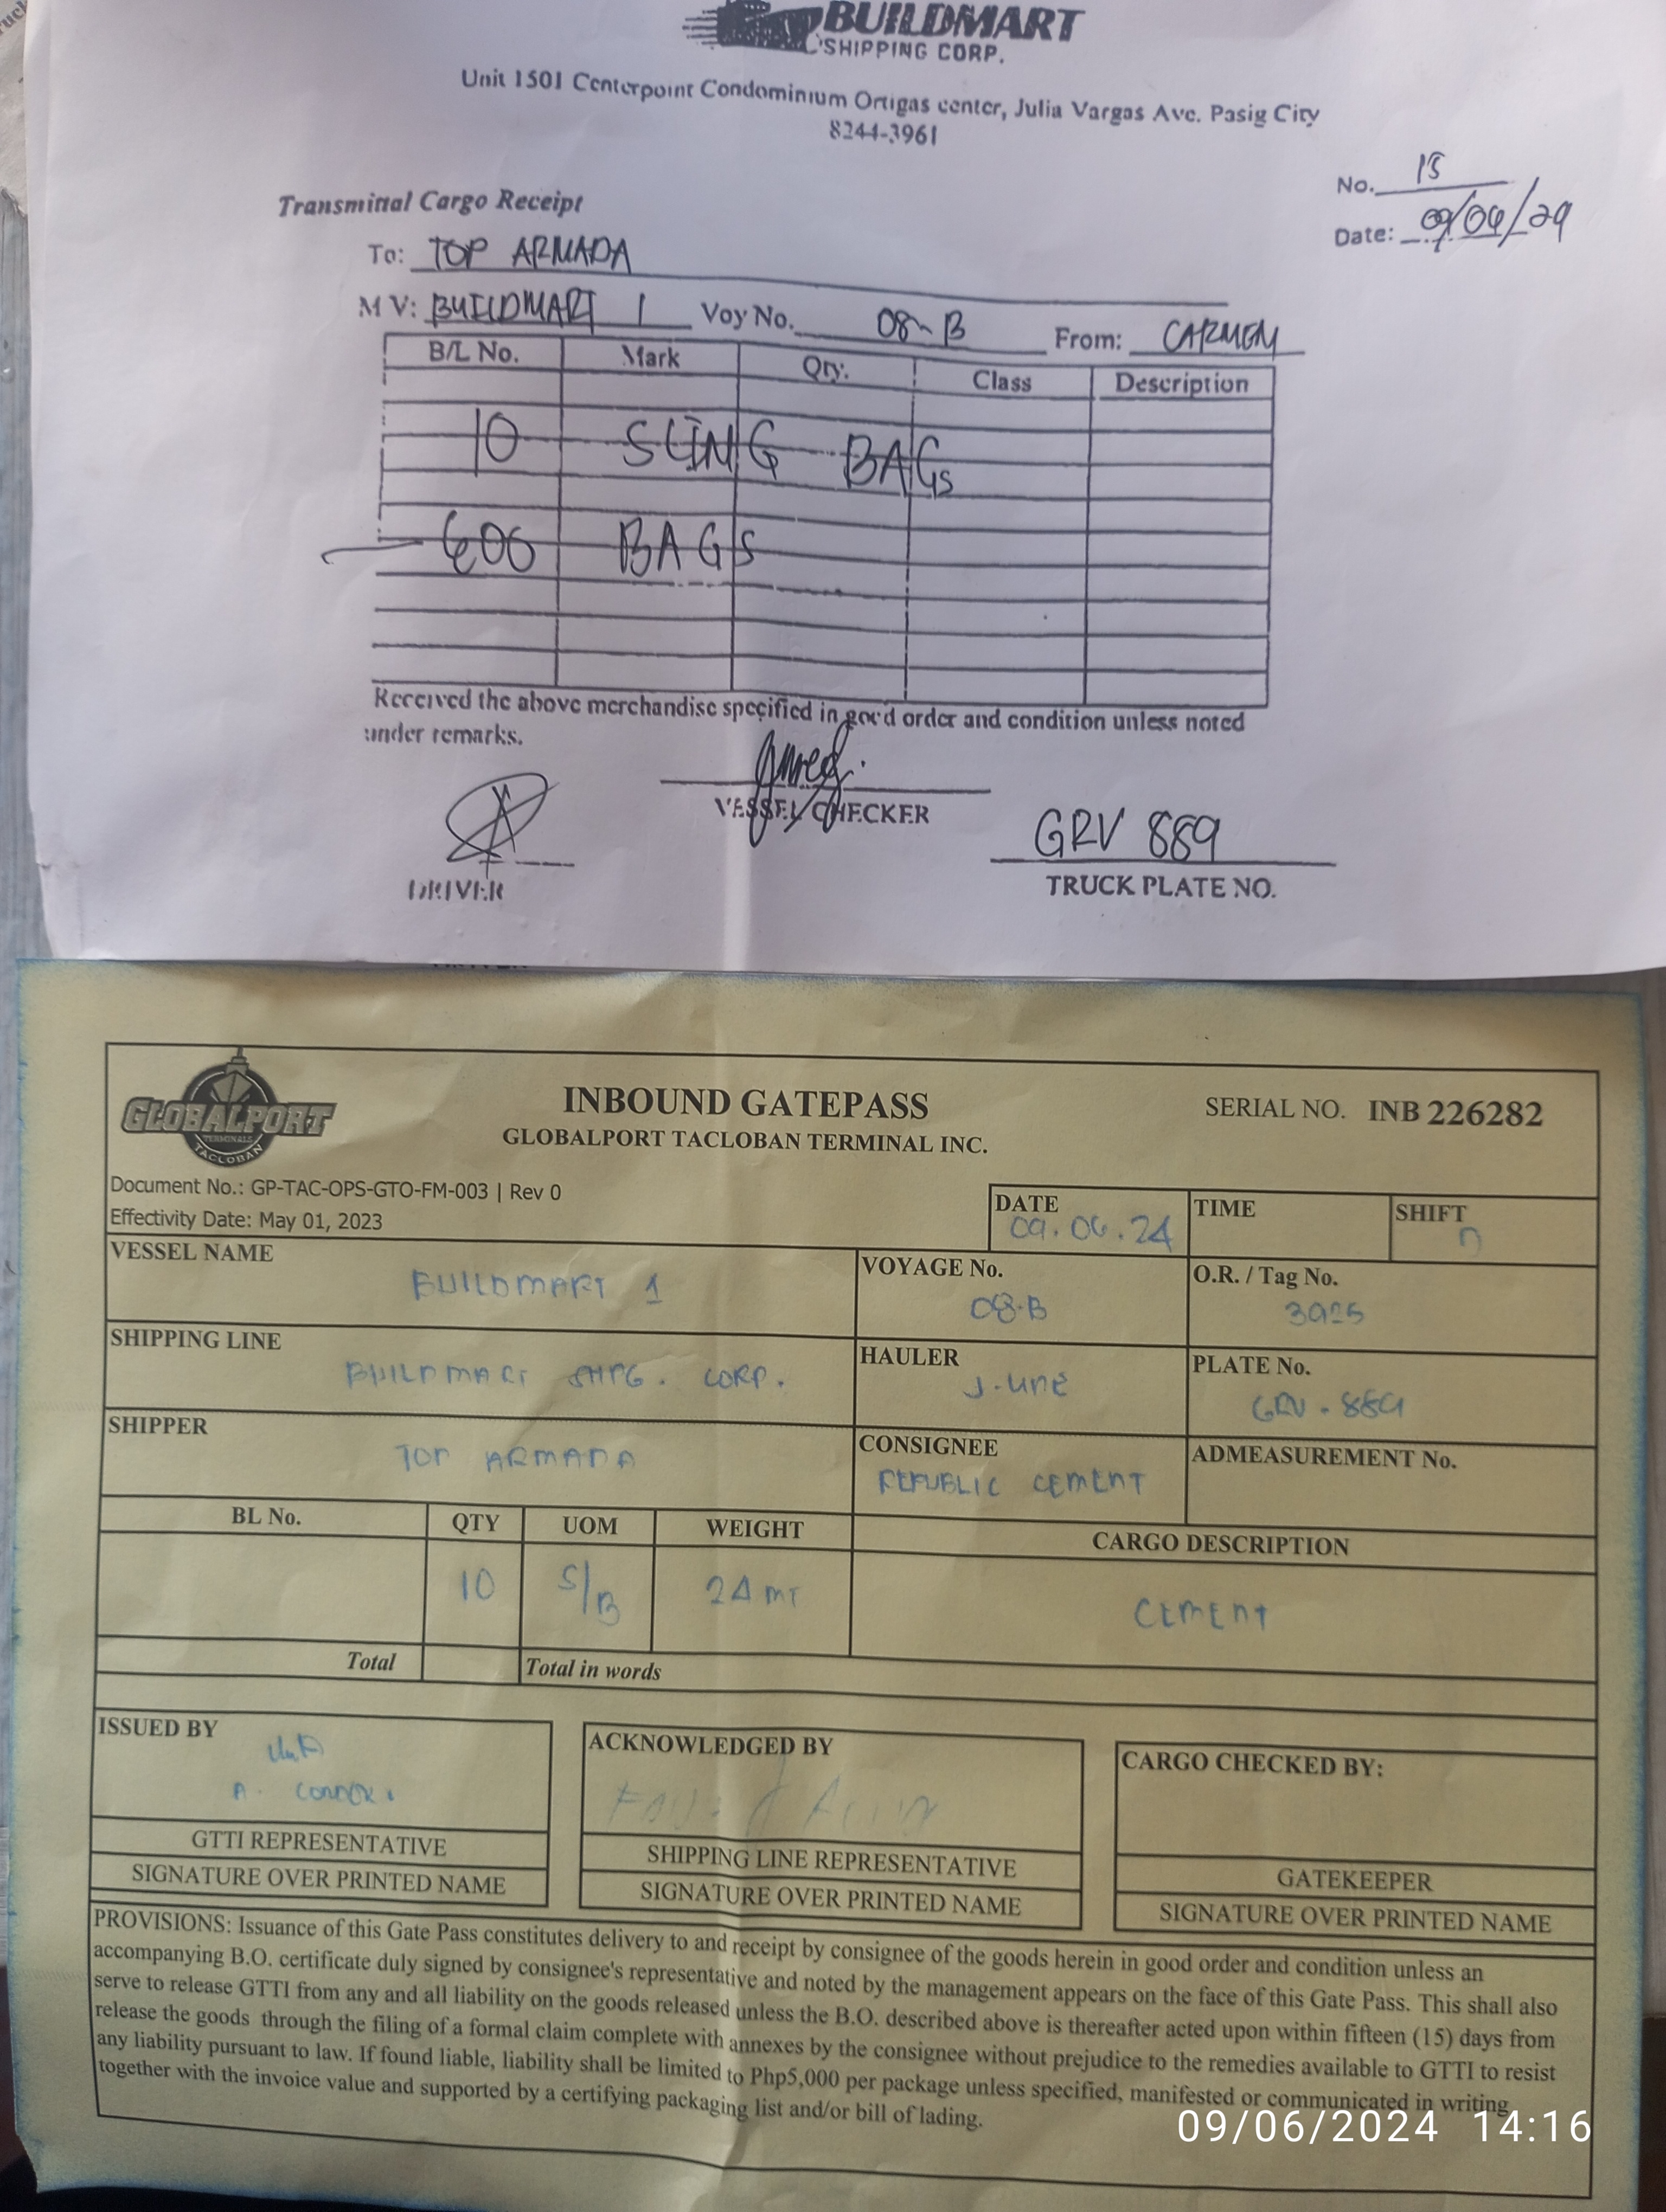 BUILDMART
SHIPPING CORP.
Unit 1501 Centerpoint Condominium Ortigas center, Julia Vargas Ave. Pasig City
8244-3961
No. 15
Date: 09/06/24
Transmittal Cargo Receipt
To: TOP ARMADA
M V: BUILDMART 1 Voy No. 08-B From: CARMEN
B/L No. Mark Qty. Class Description
10 SLING BAGs
600 BAGS
Received the above merchandise specified in good order and condition unless noted
under remarks.
DRIVER
VESSEL CHECKER
GRV 889
TRUCK PLATE NO.
GLOBALPORT
TERMINALS
TACLOBAN
INBOUND GATEPASS
GLOBALPORT TACLOBAN TERMINAL INC.
SERIAL NO. INB 226282
Document No.: GP-TAC-OPS-GTO-FM-003 | Rev 0
Effectivity Date: May 01, 2023
DATE 09.06.24 TIME SHIFT
VESSEL NAME BUILDMART 1
VOYAGE No. 08-B
O.R. / Tag No. 3925
SHIPPING LINE BUILDMART SHPG. CORP.
HAULER J-UNE
PLATE No. GRV - 889
SHIPPER TOP ARMADA
CONSIGNEE REPUBLIC CEMENT
ADMEASUREMENT No.
BL No. QTY UOM WEIGHT CARGO DESCRIPTION
10 S/B 24 MT CEMENT
Total Total in words
ISSUED BY
A.
GTTI REPRESENTATIVE
SIGNATURE OVER PRINTED NAME
ACKNOWLEDGED BY
SHIPPING LINE REPRESENTATIVE
SIGNATURE OVER PRINTED NAME
CARGO CHECKED BY:
GATEKEEPER
SIGNATURE OVER PRINTED NAME
PROVISIONS: Issuance of this Gate Pass constitutes delivery to and receipt by consignee of the goods herein in good order and condition unless an
accompanying B.O. certificate duly signed by consignee's representative and noted by the management appears on the face of this Gate Pass. This shall also
serve to release GTTI from any and all liability on the goods released unless the B.O. described above is thereafter acted upon within fifteen (15) days from
release the goods through the filing of a formal claim complete with annexes by the consignee without prejudice to the remedies available to GTTI to resist
any liability pursuant to law. If found liable, liability shall be limited to Php5,000 per package unless specified, manifested or communicated in writing
together with the invoice value and supported by a certifying packaging list and/or bill of lading.
09/06/2024 14:16